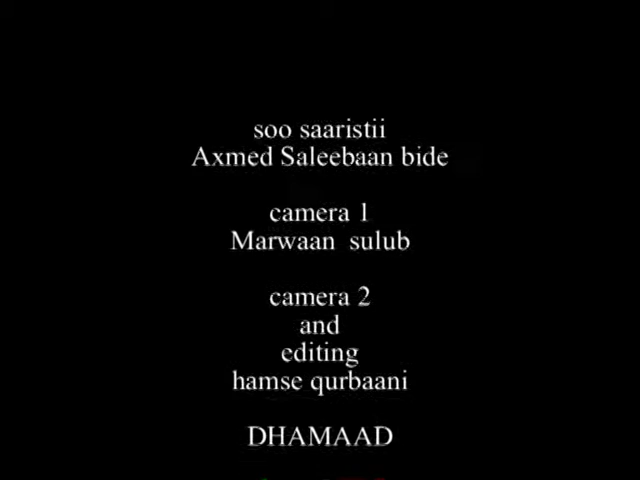 soo saaristii
Axmed Saleebaan bide
camera 1
Marwaan sulub
camera 2
and
editing
hamse qurbaani
DHAMAAD